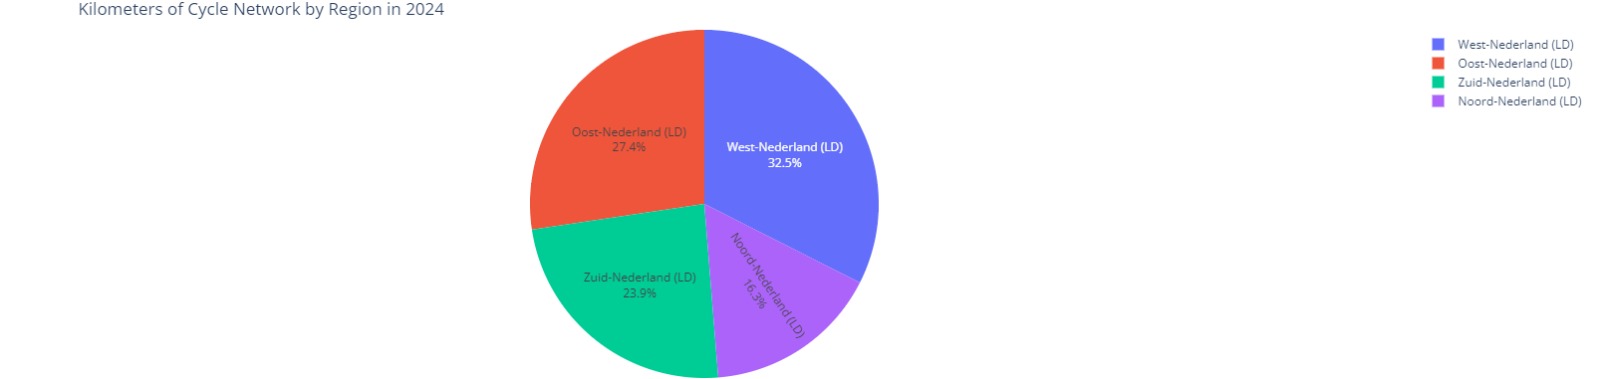 Kilometers of Cycle Network by Region in 2024
West-Nederland (LD)
Oost-Nederland (LD)
Zuid-Nederland (LD)
Noord-Nederland (LD)
Oost-Nederland (LD)
27.4%
West-Nederland (LD)
32.5%
Zuid-Nederland (LD)
23.9%
Noord-Nederland (LD)
16.3%